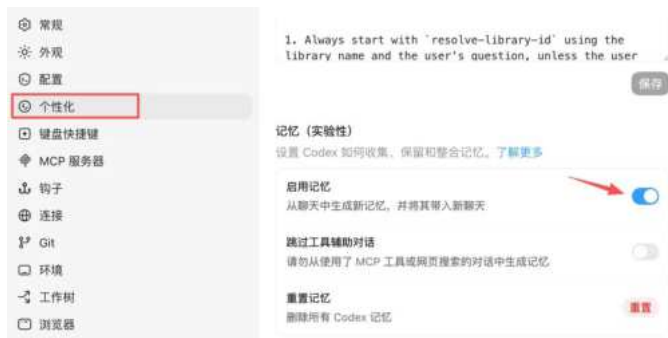 常规
外观
配置
个性化
键盘快捷键
MCP 服务器
钩子
连接
Git
环境
工作树
浏览器
1. Always start with `resolve-library-id` using the
library name and the user's question, unless the user
保存
记忆（实验性）
设置 Codex 如何收集、保留和整合记忆。了解更多
启用记忆
从聊天中生成新记忆，并将其带入新聊天
跳过工具辅助对话
请勿从使用了 MCP 工具或网页搜索的对话中生成记忆
重置记忆
删除所有 Codex 记忆
重置